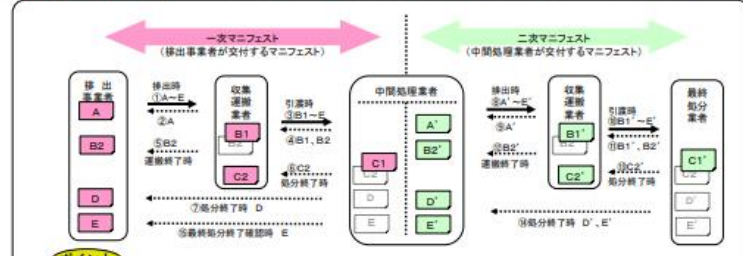 一次マニフェスト
(排出事業者が交付するマニフェスト)
二次マニフェスト
(中間処理業者が交付するマニフェスト)
排出
事業者
A
B2
D
E
排出時
①A～E
②A
⑤B2
運搬終了時
収集
運搬
業者
B1
B2
C2
引渡時
③B1～E
④B1、B2
⑥C2
処分終了時
⑦処分終了時 D
⑮最終処分終了確認時 E
中間処理業者
C1
C2
D
E
A'
B2'
D'
E'
排出時
⑧A'～E'
⑨A'
⑫B2'
運搬終了時
収集
運搬
業者
B1'
B2'
C2'
引渡時
⑩B1'～E'
⑪B1'、B2'
⑬C2'
処分終了時
⑭処分終了時 D'、E'
最終
処分
業者
C1'
C2'
D'
E'